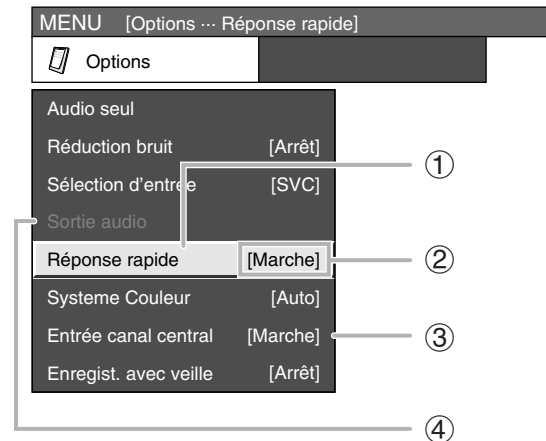 MENU [Options ··· Réponse rapide]
Options
Audio seul
Réduction bruit [Arrêt]
Sélection d'entrée [SVC]
Sortie audio
Réponse rapide [Marche]
Systeme Couleur [Auto]
Entrée canal central [Marche]
Enregist. avec veille [Arrêt]
①
②
③
④